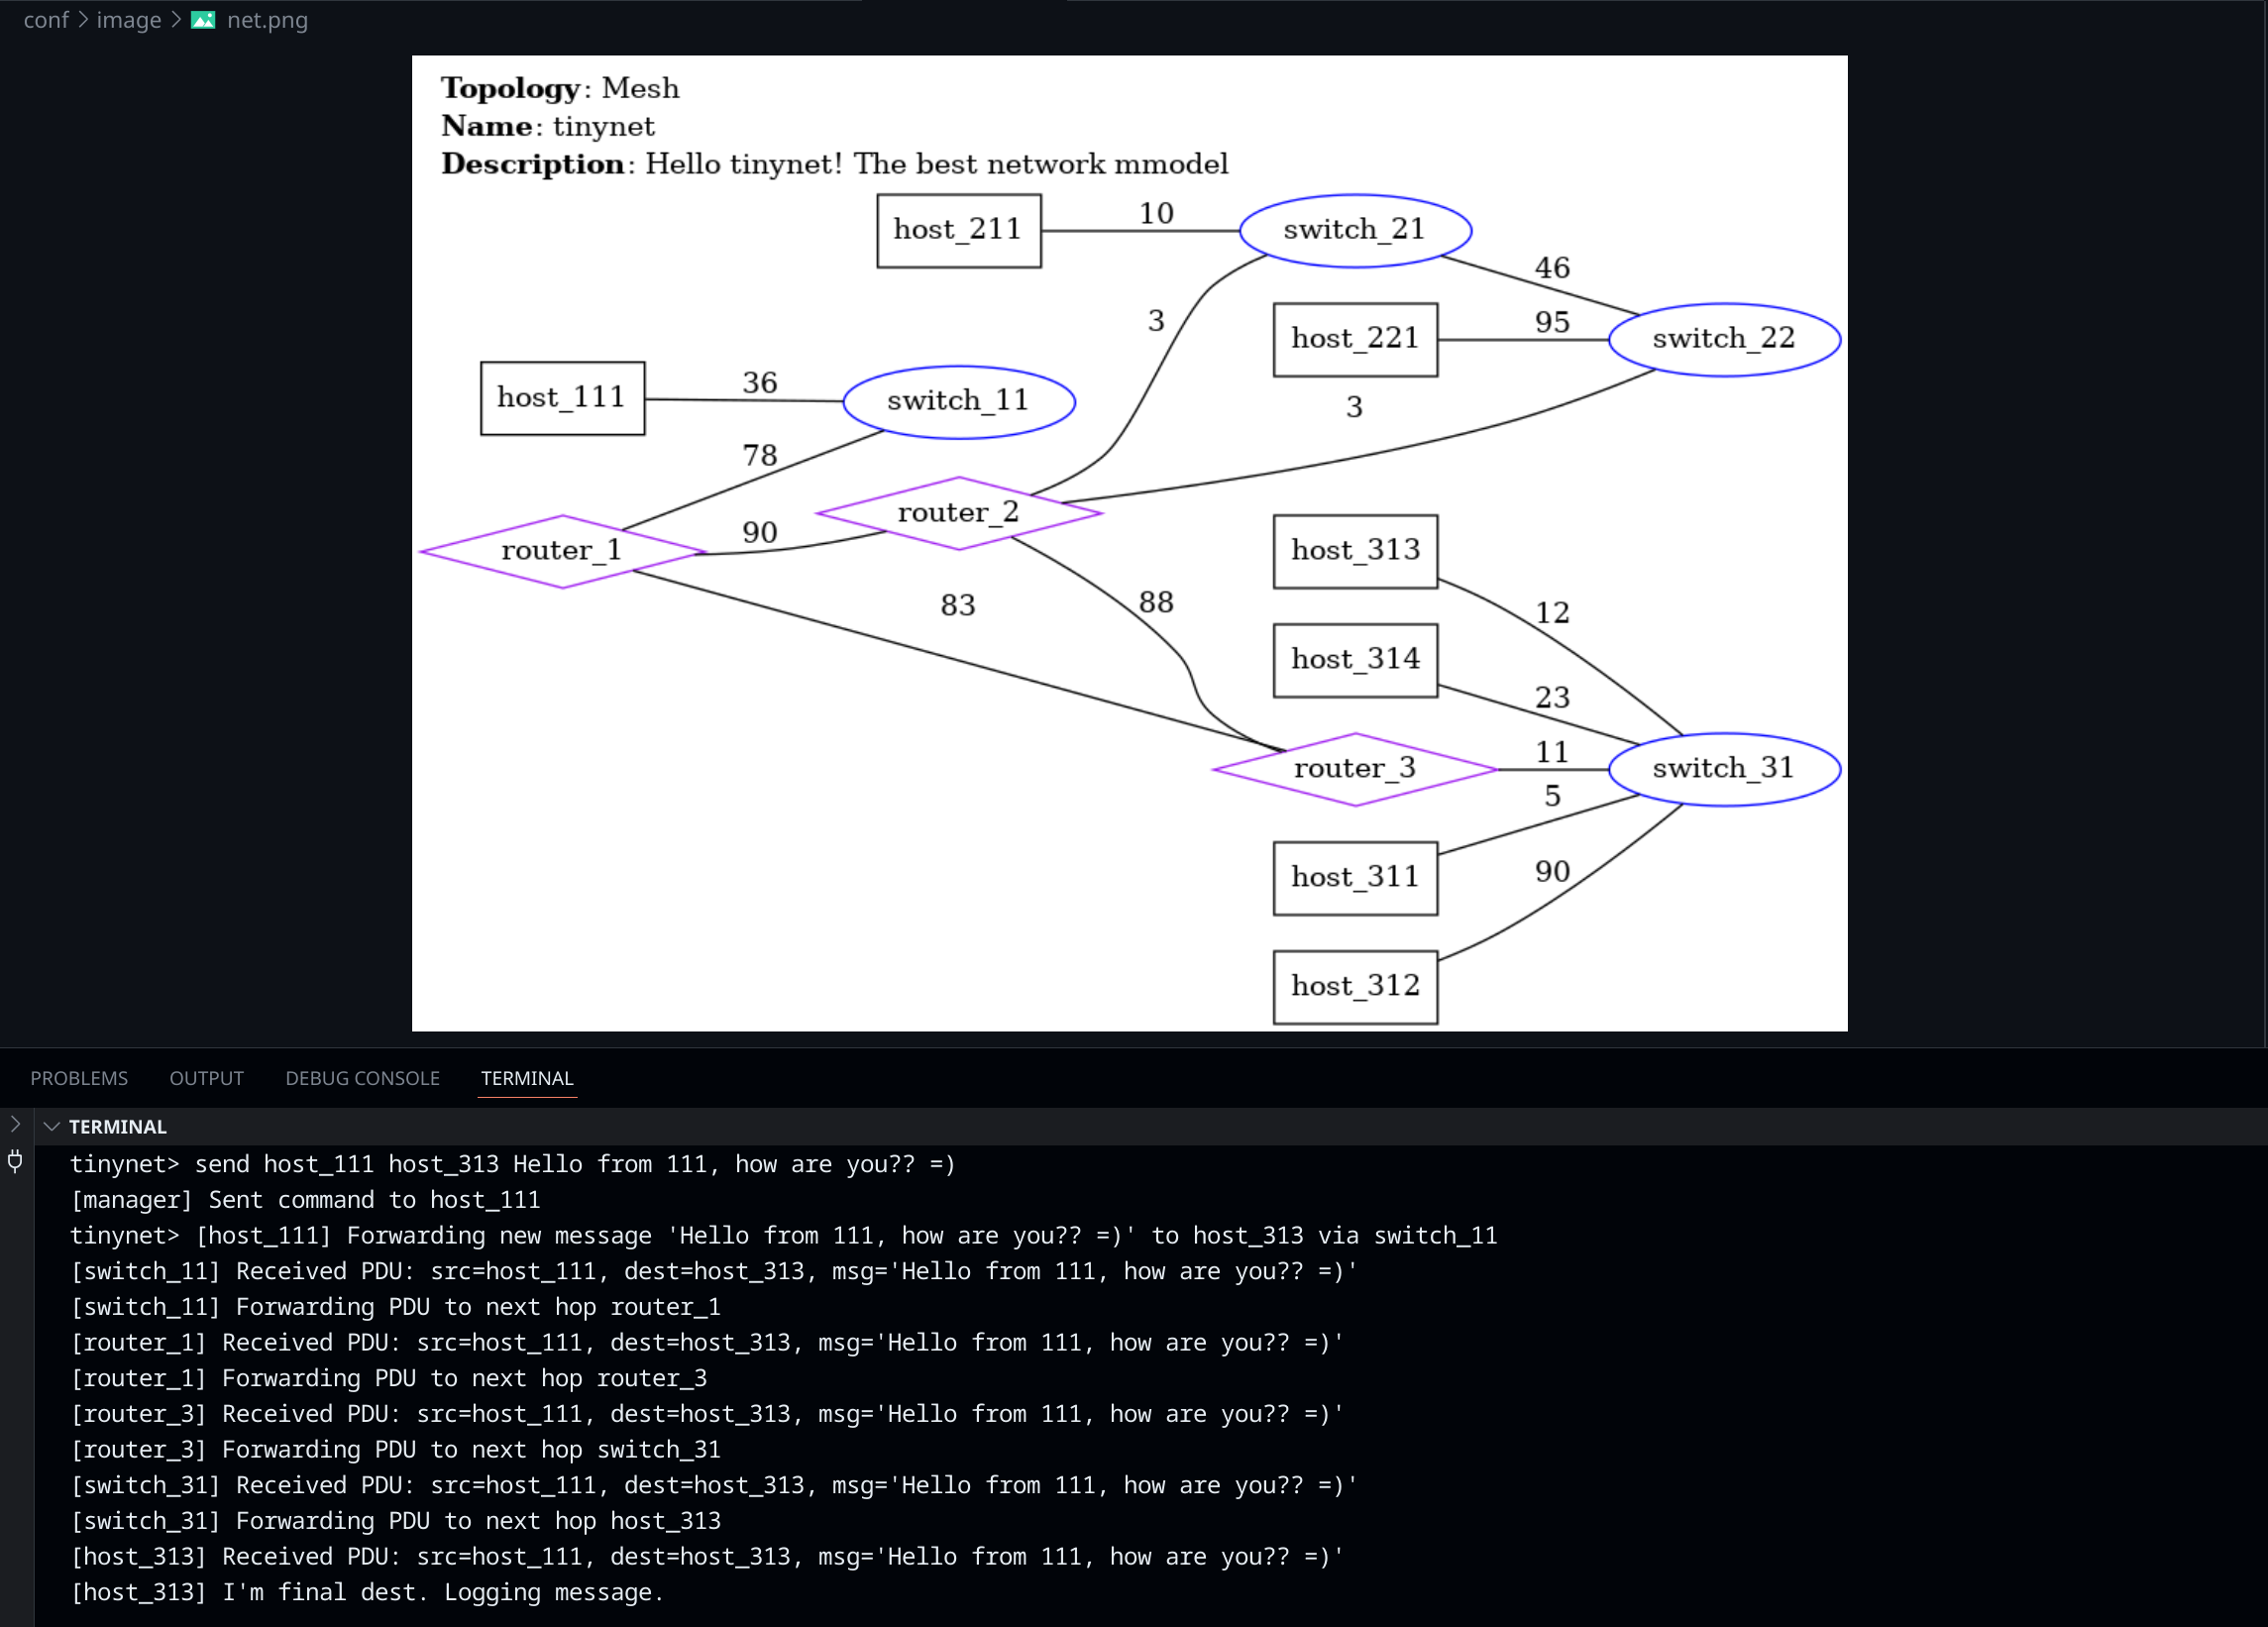 conf > image > net.png
Topology: Mesh
Name: tinynet
Description: Hello tinynet! The best network mmodel
host_211
10
switch_21
46
3
host_221
95
switch_22
host_111
36
switch_11
3
78
router_2
router_1
90
host_313
83
88
12
host_314
23
router_3
11
switch_31
5
host_311
90
host_312
PROBLEMS OUTPUT DEBUG CONSOLE TERMINAL
TERMINAL
tinynet> send host_111 host_313 Hello from 111, how are you?? =)
[manager] Sent command to host_111
tinynet> [host_111] Forwarding new message 'Hello from 111, how are you?? =)' to host_313 via switch_11
[switch_11] Received PDU: src=host_111, dest=host_313, msg='Hello from 111, how are you?? =)'
[switch_11] Forwarding PDU to next hop router_1
[router_1] Received PDU: src=host_111, dest=host_313, msg='Hello from 111, how are you?? =)'
[router_1] Forwarding PDU to next hop router_3
[router_3] Received PDU: src=host_111, dest=host_313, msg='Hello from 111, how are you?? =)'
[router_3] Forwarding PDU to next hop switch_31
[switch_31] Received PDU: src=host_111, dest=host_313, msg='Hello from 111, how are you?? =)'
[switch_31] Forwarding PDU to next hop host_313
[host_313] Received PDU: src=host_111, dest=host_313, msg='Hello from 111, how are you?? =)'
[host_313] I'm final dest. Logging message.